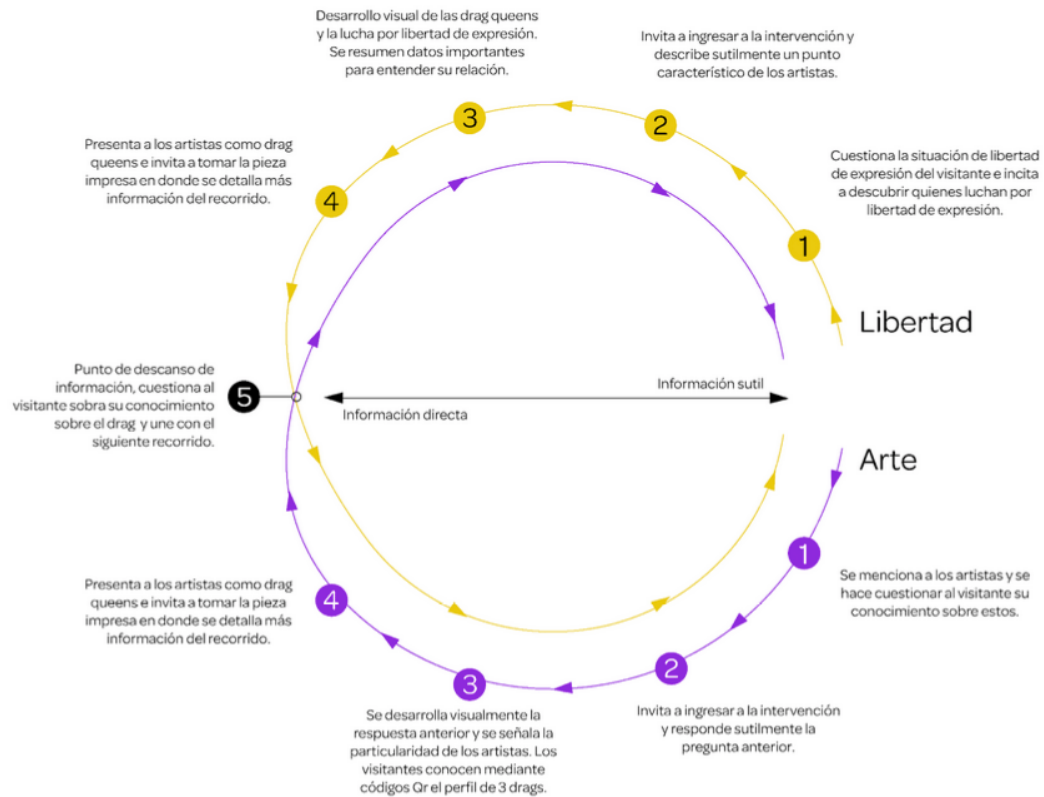 Desarrollo visual de las drag queens
y la lucha por libertad de expresión.
Se resumen datos importantes
para entender su relación.
Invita a ingresar a la intervención y
describe sutilmente un punto
característico de los artistas.
3
2
Presenta a los artistas como drag
queens e invita a tomar la pieza
impresa en donde se detalla más
información del recorrido.
4
Cuestiona la situación de libertad
de expresión del visitante e incita
a descubrir quienes luchan por
libertad de expresión.
1
Libertad
Punto de descanso de
información, cuestiona al
visitante sobra su conocimiento
sobre el drag y une con el
siguiente recorrido.
5
Información sutil
Información directa
Arte
1
Se menciona a los artistas y se
hace cuestionar al visitante su
conocimiento sobre estos.
Presenta a los artistas como drag
queens e invita a tomar la pieza
impresa en donde se detalla más
información del recorrido.
4
3
2
Se desarrolla visualmente la
respuesta anterior y se señala la
particularidad de los artistas. Los
visitantes conocen mediante
códigos Qr el perfil de 3 drags.
Invita a ingresar a la intervención
y responde sutilmente la
pregunta anterior.